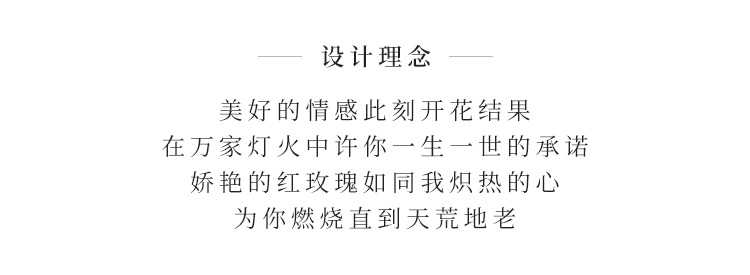 设计理念
美好的情感此刻开花结果
在万家灯火中许你一生一世的承诺
娇艳的红玫瑰如同我炽热的心
为你燃烧直到天荒地老